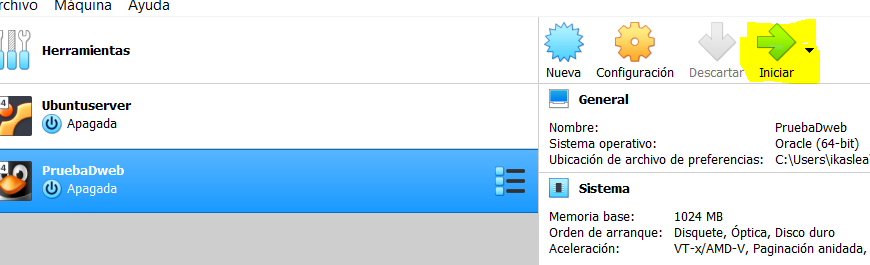 rchivo Máquina Ayuda
Herramientas
Ubuntuserver
Apagada
PruebaDweb
Apagada
Nueva Configuración Descartar Iniciar
General
Nombre: PruebaDweb
Sistema operativo: Oracle (64-bit)
Ubicación de archivo de preferencias: C:\Users\ikaslea\
Sistema
Memoria base: 1024 MB
Orden de arranque: Disquete, Óptica, Disco duro
Aceleración: VT-x/AMD-V, Paginación anidada,